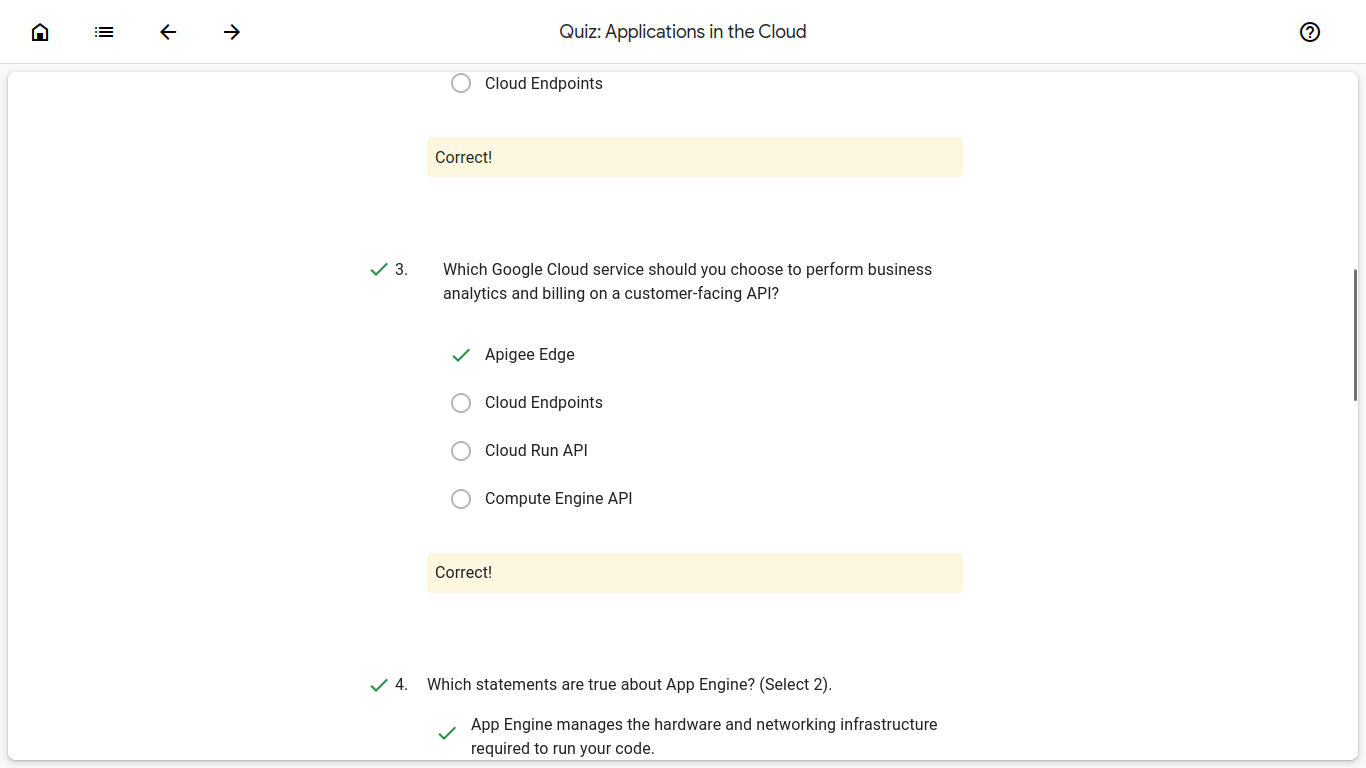 Quiz: Applications in the Cloud
Cloud Endpoints
Correct!
3. Which Google Cloud service should you choose to perform business
analytics and billing on a customer-facing API?
Apigee Edge
Cloud Endpoints
Cloud Run API
Compute Engine API
Correct!
4. Which statements are true about App Engine? (Select 2).
App Engine manages the hardware and networking infrastructure
required to run your code.